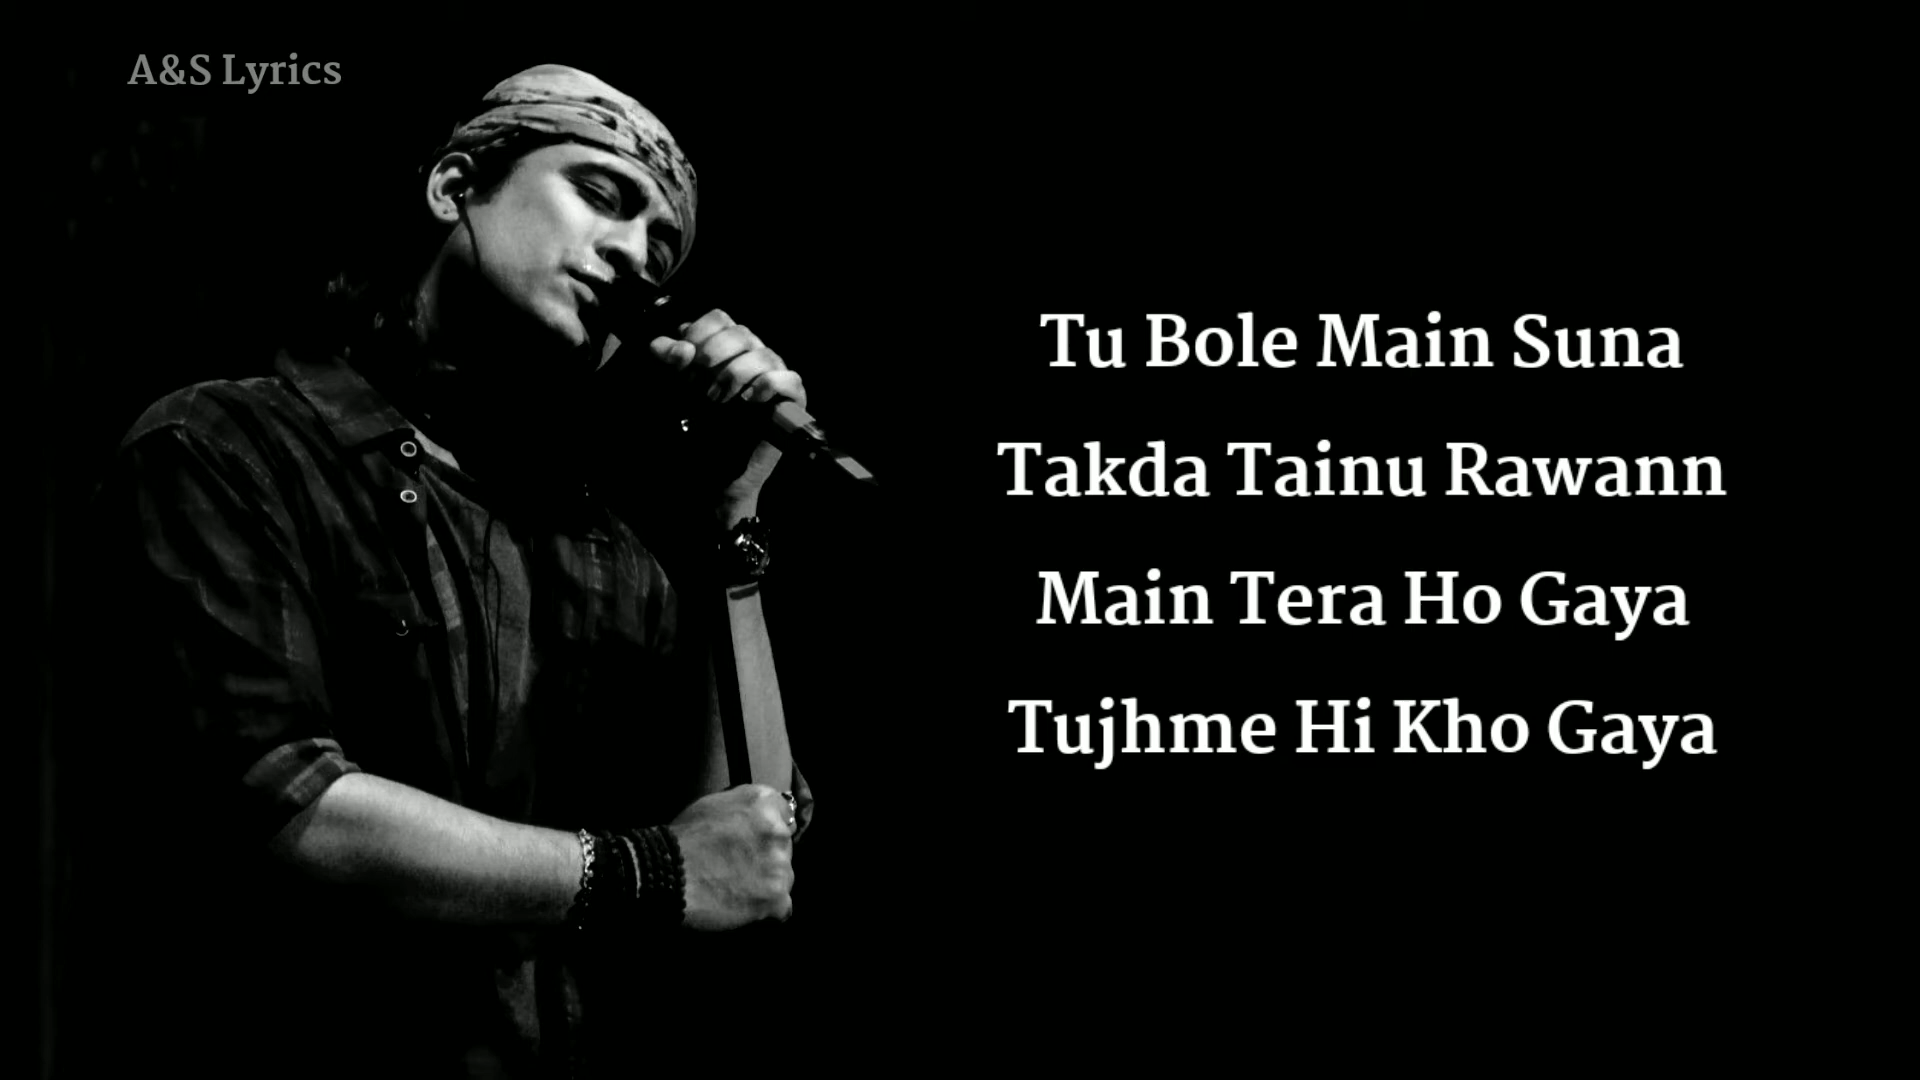 A&S Lyrics
Tu Bole Main Suna
Takda Tainu Rawann
Main Tera Ho Gaya
Tujhme Hi Kho Gaya